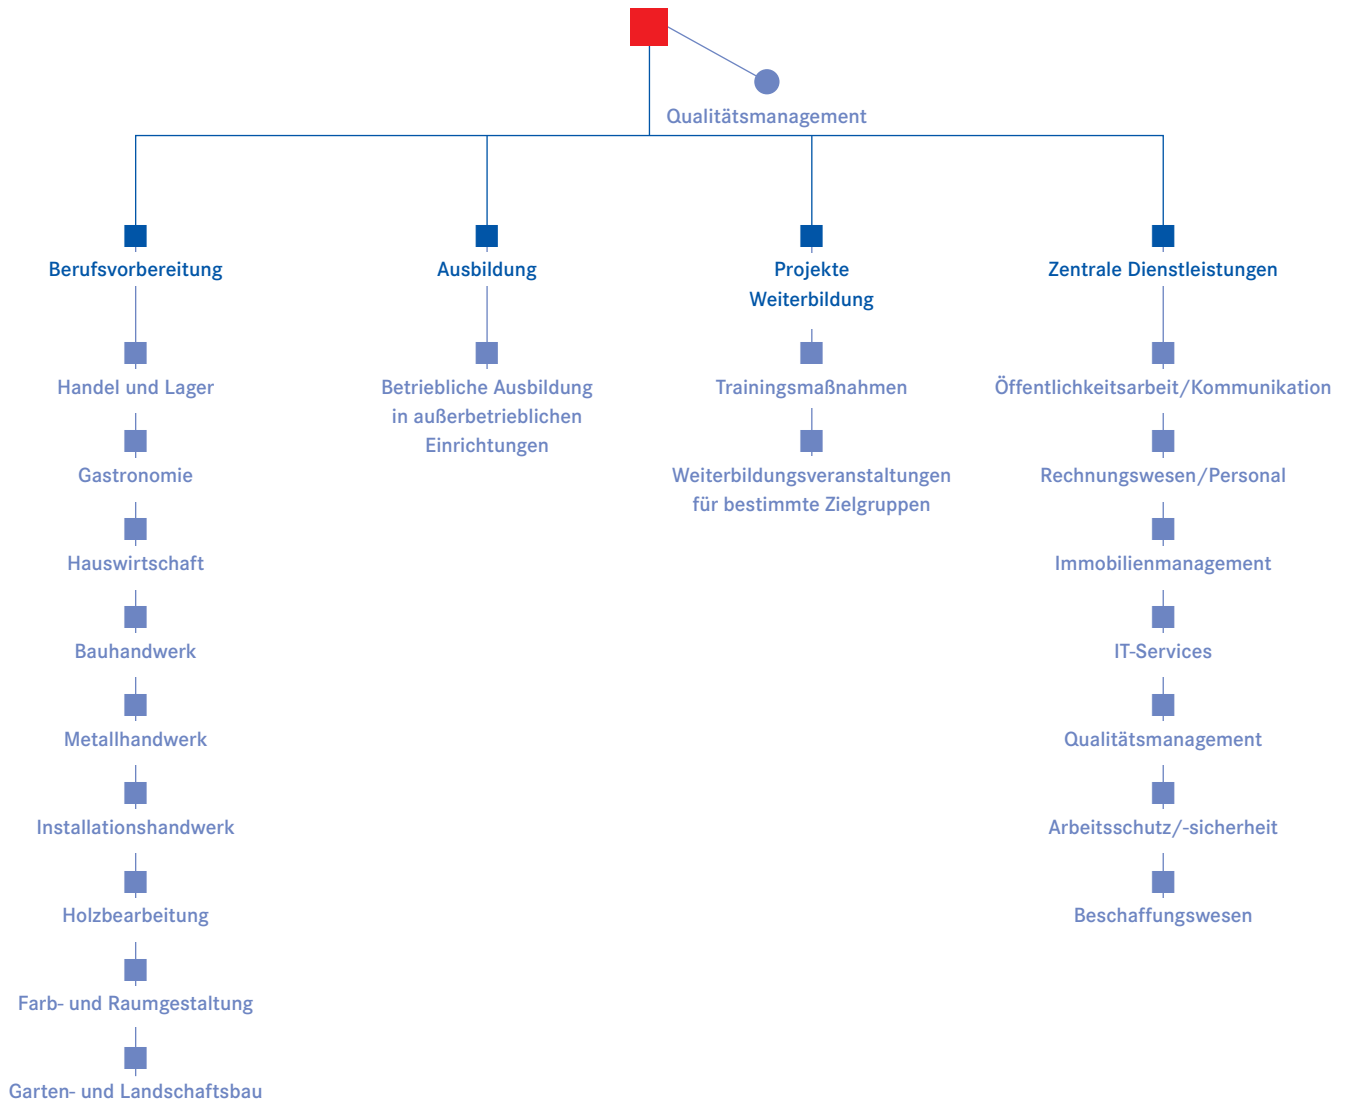 Qualitätsmanagement
Berufsvorbereitung
Handel und Lager
Gastronomie
Hauswirtschaft
Bauhandwerk
Metallhandwerk
Installationshandwerk
Holzbearbeitung
Farb- und Raumgestaltung
Garten- und Landschaftsbau
Ausbildung
Betriebliche Ausbildung
in außerbetrieblichen
Einrichtungen
Projekte
Weiterbildung
Trainingsmaßnahmen
Weiterbildungsveranstaltungen
für bestimmte Zielgruppen
Zentrale Dienstleistungen
Öffentlichkeitsarbeit/Kommunikation
Rechnungswesen/Personal
Immobilienmanagement
IT-Services
Qualitätsmanagement
Arbeitsschutz/-sicherheit
Beschaffungswesen